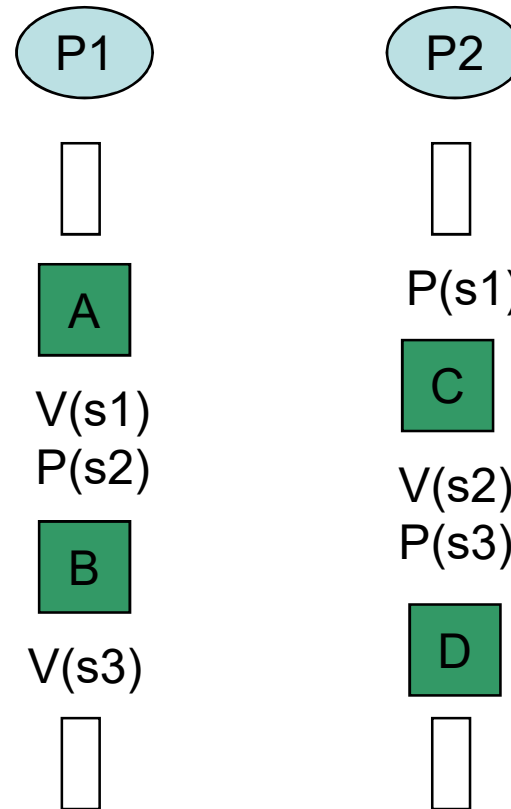 P1
A
V(s1)
P(s2)
B
V(s3)
P2
P(s1)
C
V(s2)
P(s3)
D